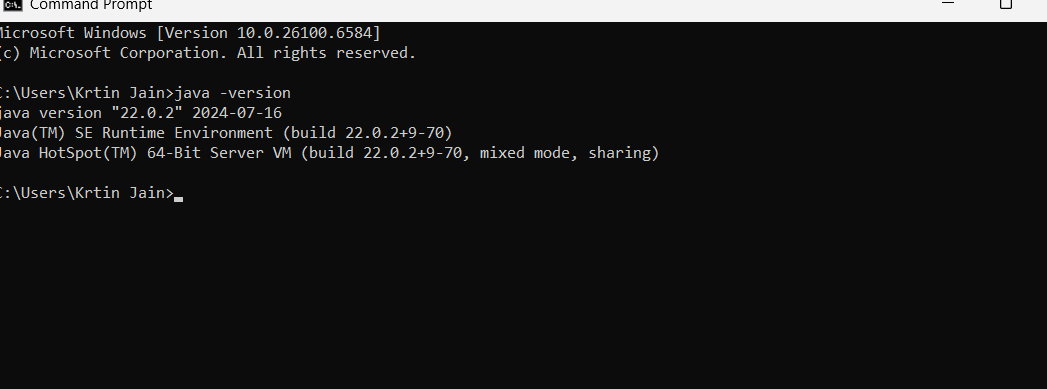 Command Prompt
Microsoft Windows [Version 10.0.26100.6584]
(c) Microsoft Corporation. All rights reserved.
C:\Users\Krtin Jain>java -version
java version "22.0.2" 2024-07-16
Java(TM) SE Runtime Environment (build 22.0.2+9-70)
Java HotSpot(TM) 64-Bit Server VM (build 22.0.2+9-70, mixed mode, sharing)
C:\Users\Krtin Jain>